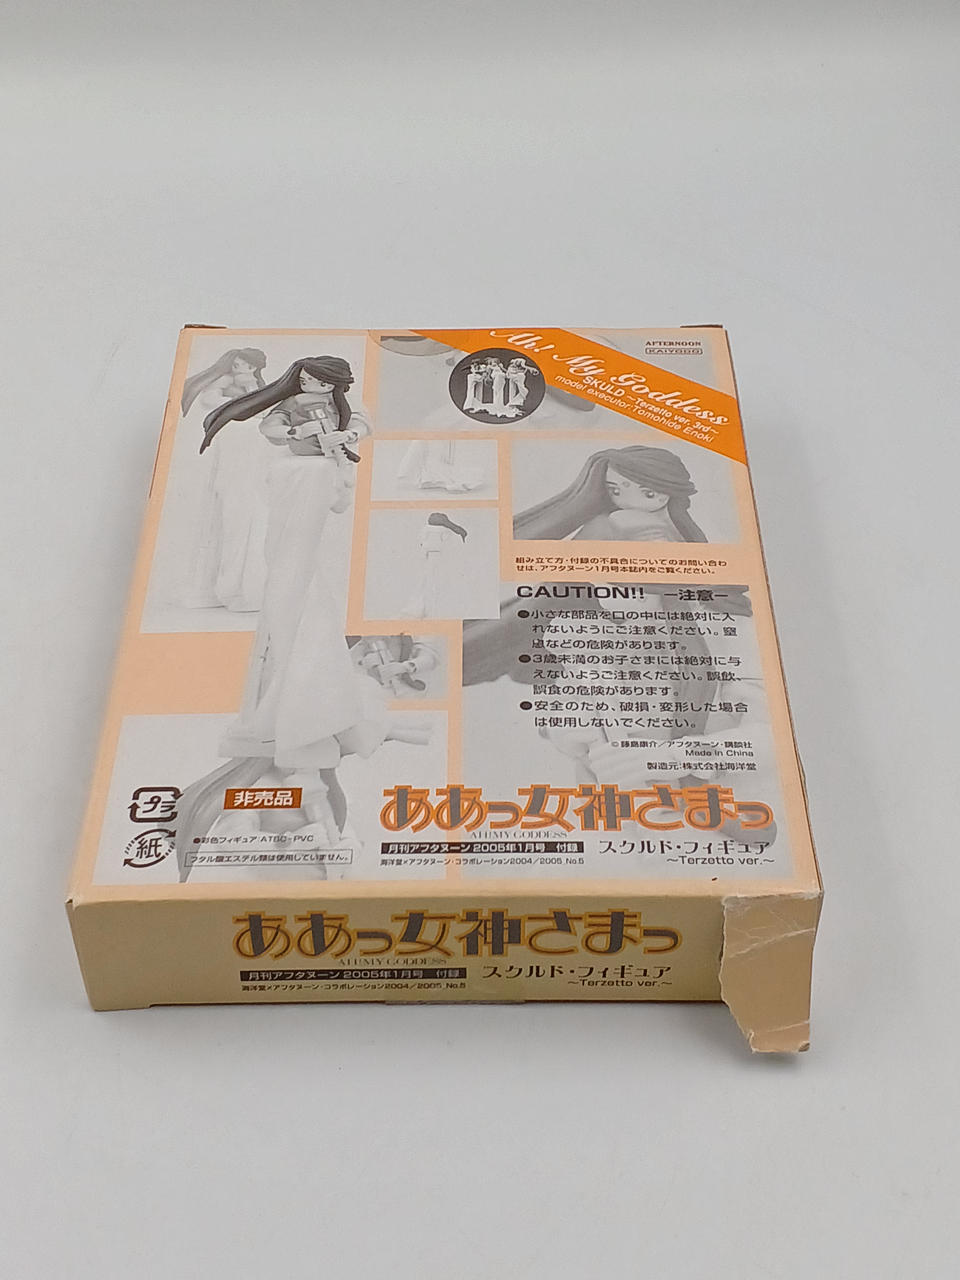 Ah! My Goddess
SKULD ~Terzetto ver. 3rd~
model executor:Tomohide Enoki
AFTERNOON
KAIYODO
組み立て方・付録の不具合についてのお問い合わ
せは、アフタヌーン1月号本誌内をご覧ください。
CAUTION!! ー注意ー
●小さな部品を口の中には絶対に入
れないようにご注意ください。窒
息などの危険があります。
●3歳未満のお子さまには絶対に与
えないようご注意ください。誤飲、
誤食の危険があります。
●安全のため、破損・変形した場合
は使用しないでください。
© 藤島康介/アフタヌーン・講談社
Made in China
製造元:株式会社海洋堂
プラ
紙
非売品
●彩色フィギュア:ATBC-PVC
フタル酸エステル類は使用していません。
ああっ女神さまっ
AH!MY GODDESS
月刊アフタヌーン 2005年1月号 付録
海洋堂×アフタヌーン・コラボレーション2004/2005 No.5
スクルド・フィギュア
~Terzetto ver.~
ああっ女神さまっ
AH!MY GODDESS
月刊アフタヌーン 2005年1月号 付録
海洋堂×アフタヌーン・コラボレーション2004/2005 No.5
スクルド・フィギュア
~Terzetto ver.~